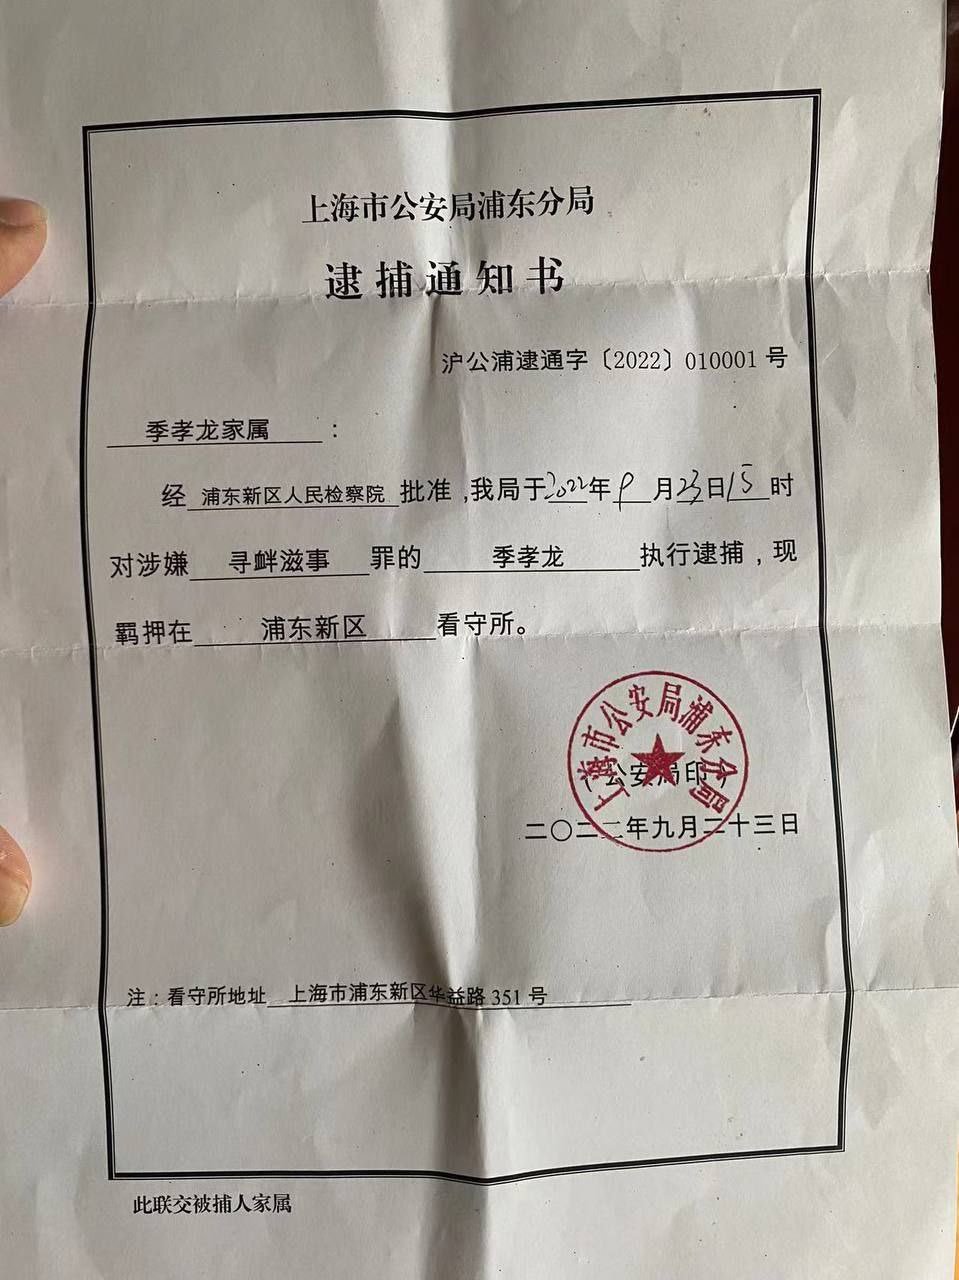 上海市公安局浦东分局
逮捕通知书
沪公浦逮通字〔2022〕010001号
季孝龙家属：
经浦东新区人民检察院批准,我局于2022年9月23日15时
对涉嫌寻衅滋事罪的季孝龙执行逮捕，现
羁押在浦东新区看守所。
上海市公安局浦东分局
（公安局印）
二〇二二年九月二十三日
注：看守所地址 上海市浦东新区华益路351号
此联交被捕人家属